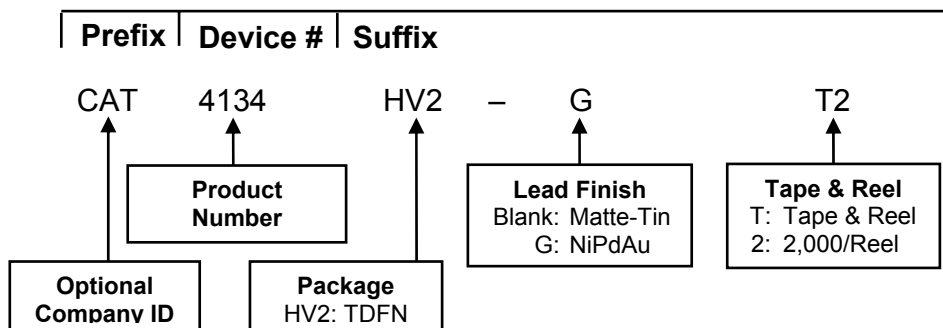 Prefix Device # Suffix
CAT 4134 HV2 – G T2
Product
Number
Lead Finish
Blank: Matte-Tin
G: NiPdAu
Tape & Reel
T: Tape & Reel
2: 2,000/Reel
Optional
Company ID
Package
HV2: TDFN